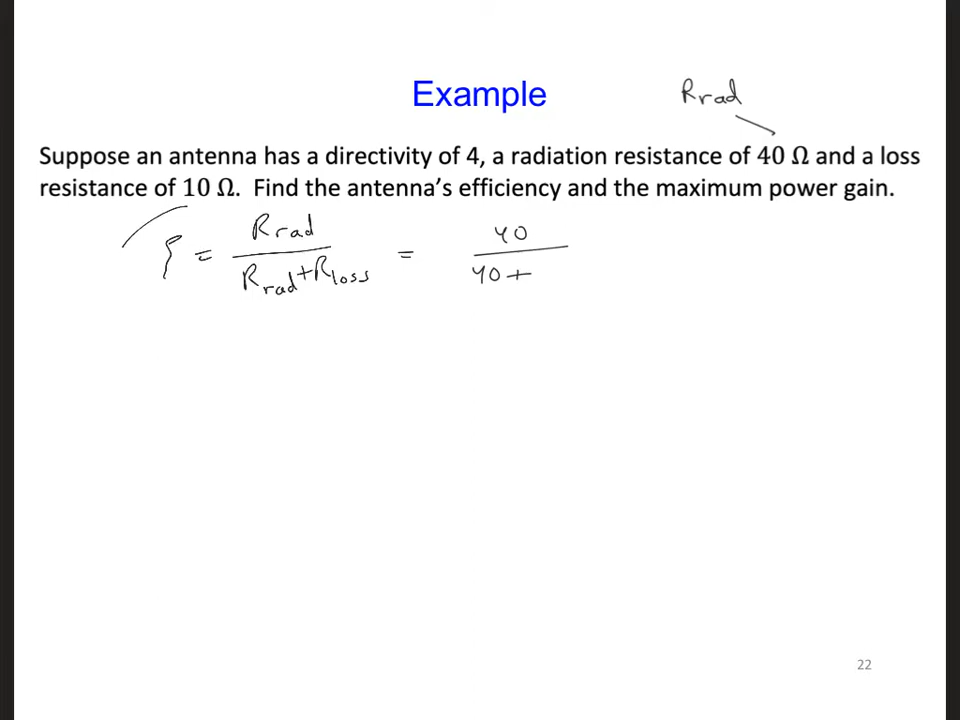 Example
Rrad
Suppose an antenna has a directivity of 4, a radiation resistance of 40 Ω and a loss
resistance of 10 Ω. Find the antenna's efficiency and the maximum power gain.
= Rrad / Rrad+Rloss = 40 / 40+
22